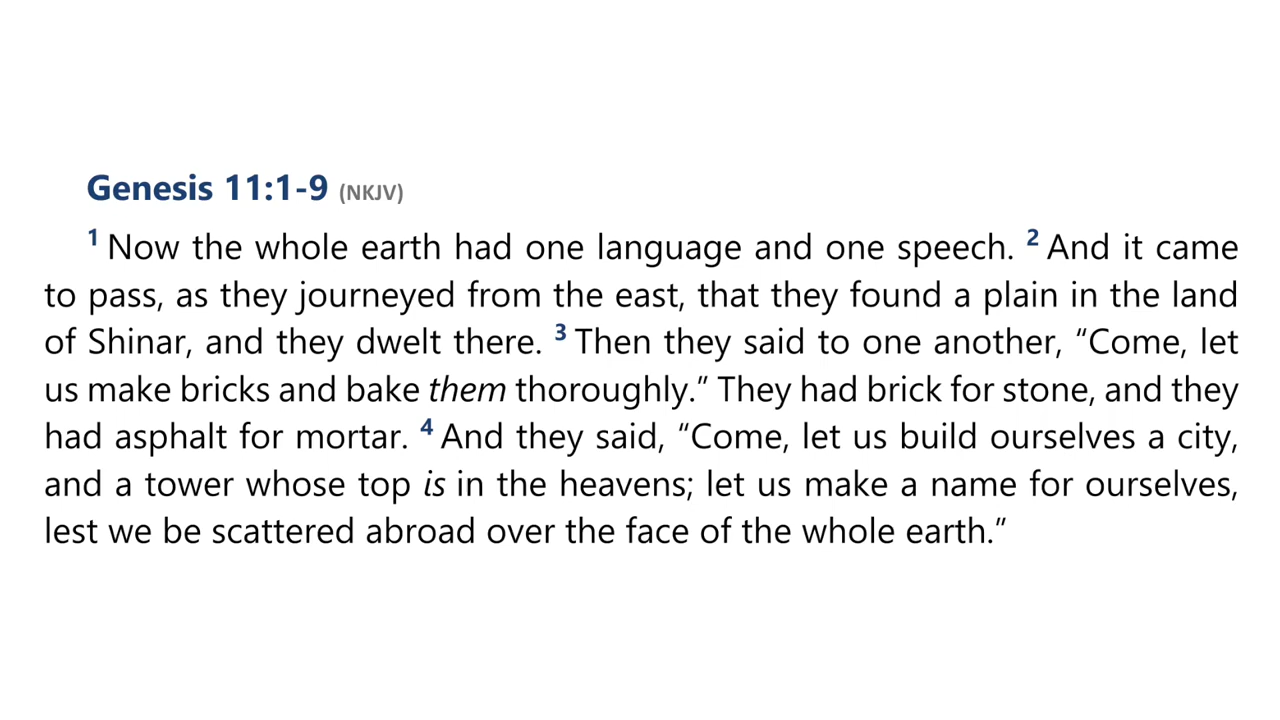 Genesis 11:1-9 (NKJV)
1 Now the whole earth had one language and one speech. 2 And it came
to pass, as they journeyed from the east, that they found a plain in the land
of Shinar, and they dwelt there. 3 Then they said to one another, “Come, let
us make bricks and bake them thoroughly.” They had brick for stone, and they
had asphalt for mortar. 4 And they said, “Come, let us build ourselves a city,
and a tower whose top is in the heavens; let us make a name for ourselves,
lest we be scattered abroad over the face of the whole earth.”